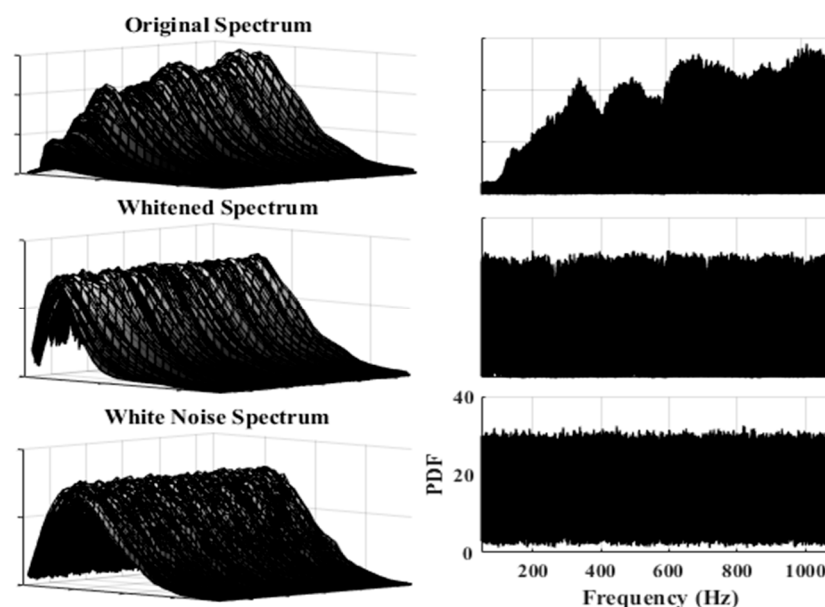 Original Spectrum
Whitened Spectrum
White Noise Spectrum
40
20
0
PDF
200 400 600 800 1000
Frequency (Hz)